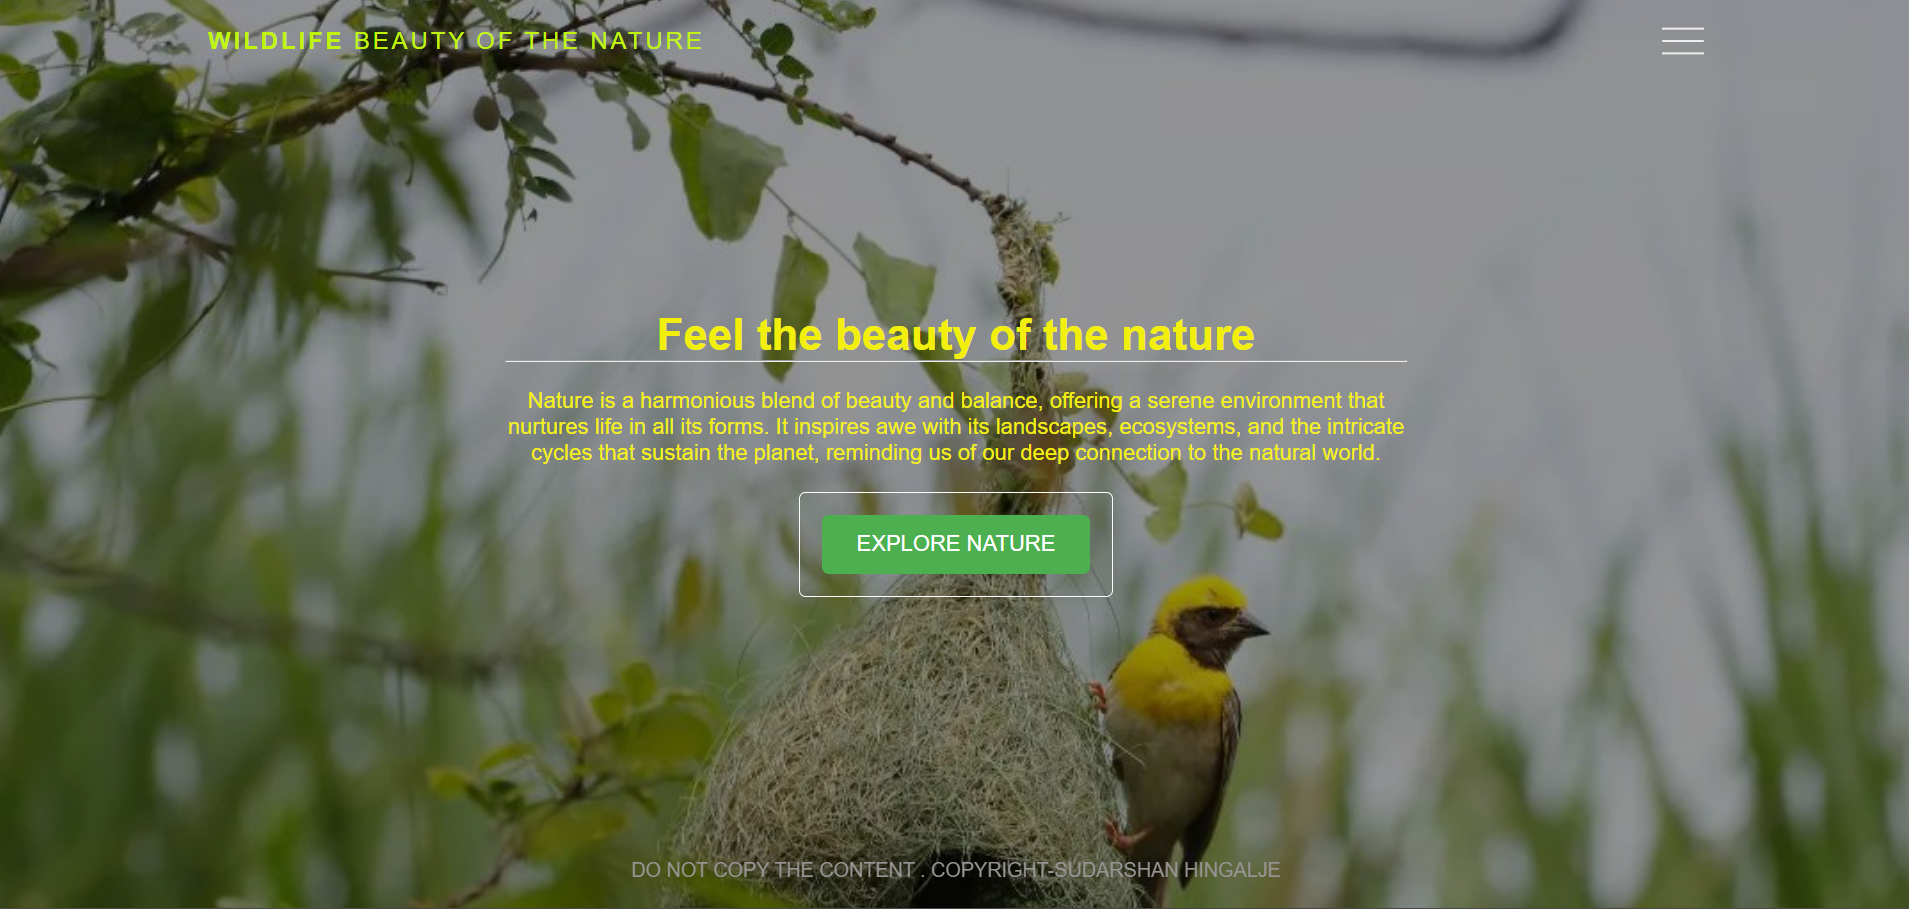 WILDLIFE BEAUTY OF THE NATURE
Feel the beauty of the nature
Nature is a harmonious blend of beauty and balance, offering a serene environment that
nurtures life in all its forms. It inspires awe with its landscapes, ecosystems, and the intricate
cycles that sustain the planet, reminding us of our deep connection to the natural world.
EXPLORE NATURE
DO NOT COPY THE CONTENT . COPYRIGHT-SUDARSHAN HINGALJE